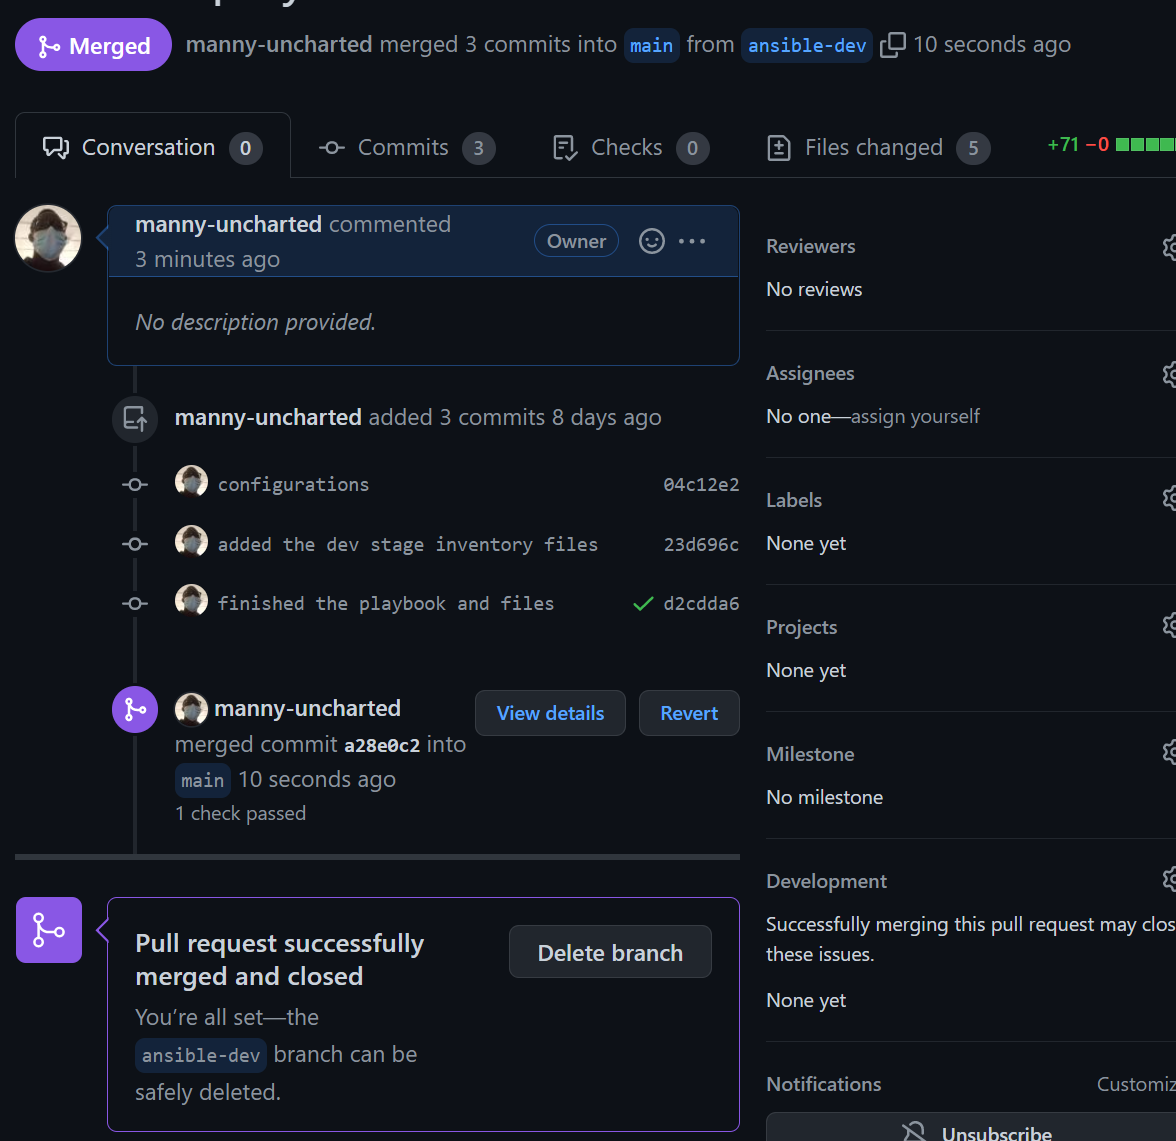 Merged manny-uncharted merged 3 commits into main from ansible-dev 10 seconds ago
Conversation 0 Commits 3 Checks 0 Files changed 5 +71 −0
manny-uncharted commented
3 minutes ago
Owner
No description provided.
manny-uncharted added 3 commits 8 days ago
configurations 04c12e2
added the dev stage inventory files 23d696c
finished the playbook and files d2cdda6
manny-uncharted
merged commit a28e0c2 into
main 10 seconds ago
1 check passed
View details Revert
Pull request successfully
merged and closed
You're all set—the
ansible-dev branch can be
safely deleted.
Delete branch
Reviewers
No reviews
Assignees
No one—assign yourself
Labels
None yet
Projects
None yet
Milestone
No milestone
Development
Successfully merging this pull request may clos
these issues.
None yet
Notifications Customiz
Unsubscribe